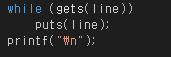 while (gets(line))
    puts(line);
printf("₩n");